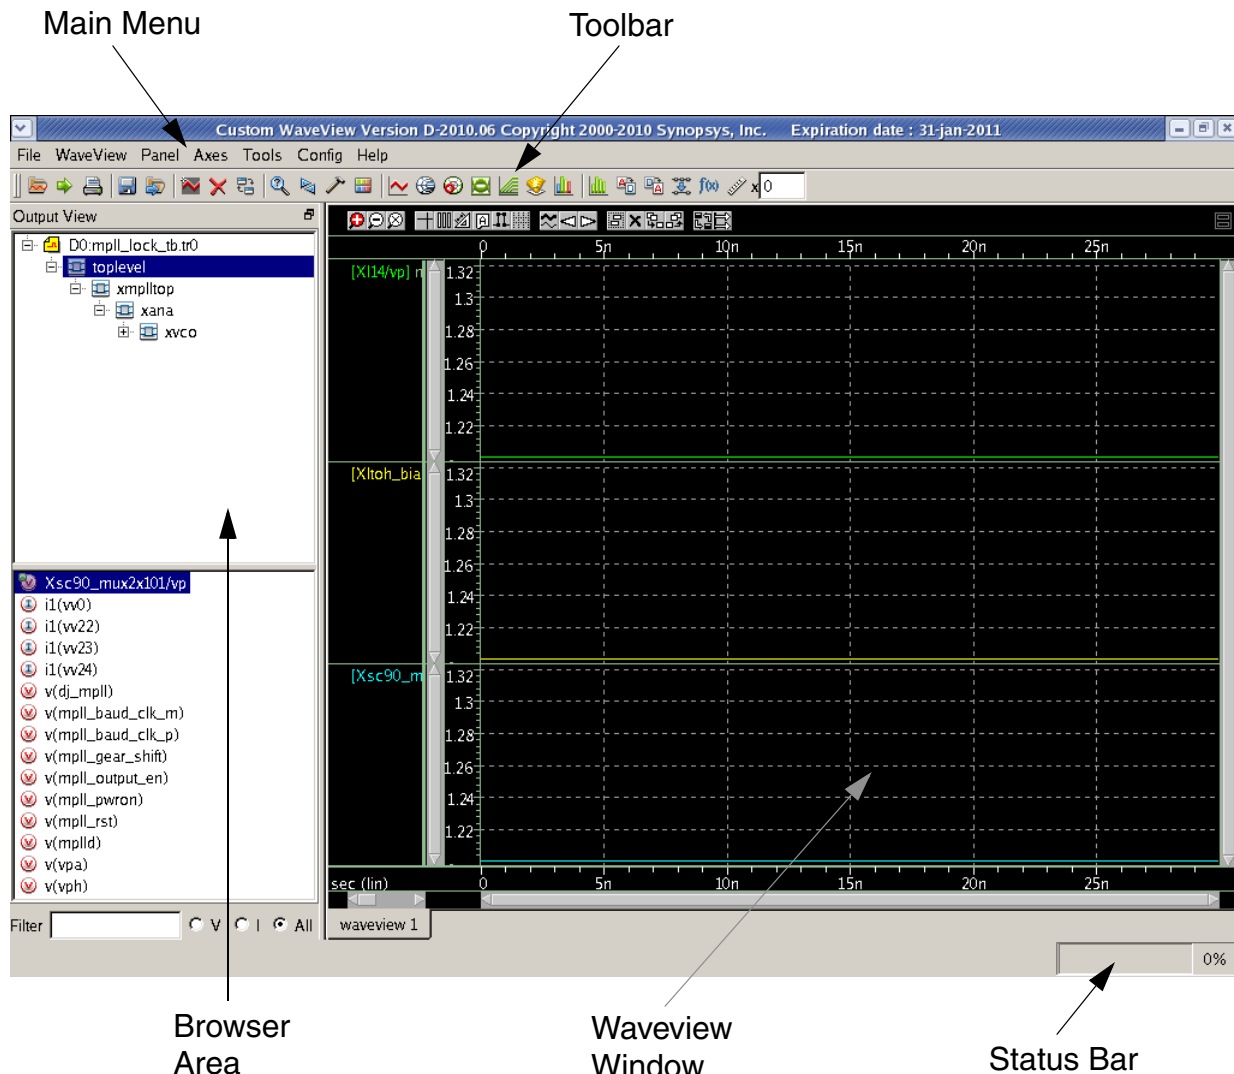 Main Menu
Toolbar
Custom WaveView Version D-2010.06 Copyright 2000-2010 Synopsys, Inc. Expiration date : 31-jan-2011
File WaveView Panel Axes Tools Config Help
f(x) x 0
Output View
D0:mpll_lock_tb.tr0
toplevel
xmplltop
xana
xvco
0 5n 10n 15n 20n 25n
[Xl14/vp] n
1.32
1.3
1.28
1.26
1.24
1.22
[Xltoh_bia
1.32
1.3
1.28
1.26
1.24
1.22
[Xsc90_m
1.32
1.3
1.28
1.26
1.24
1.22
sec (lin) 0 5n 10n 15n 20n 25n
Xsc90_mux2x101/vp
i1(vv0)
i1(vv22)
i1(vv23)
i1(vv24)
v(dj_mpll)
v(mpll_baud_clk_m)
v(mpll_baud_clk_p)
v(mpll_gear_shift)
v(mpll_output_en)
v(mpll_pwron)
v(mpll_rst)
v(mplld)
v(vpa)
v(vph)
Filter V I All
waveview 1
0%
Browser
Area
Waveview
Window
Status Bar